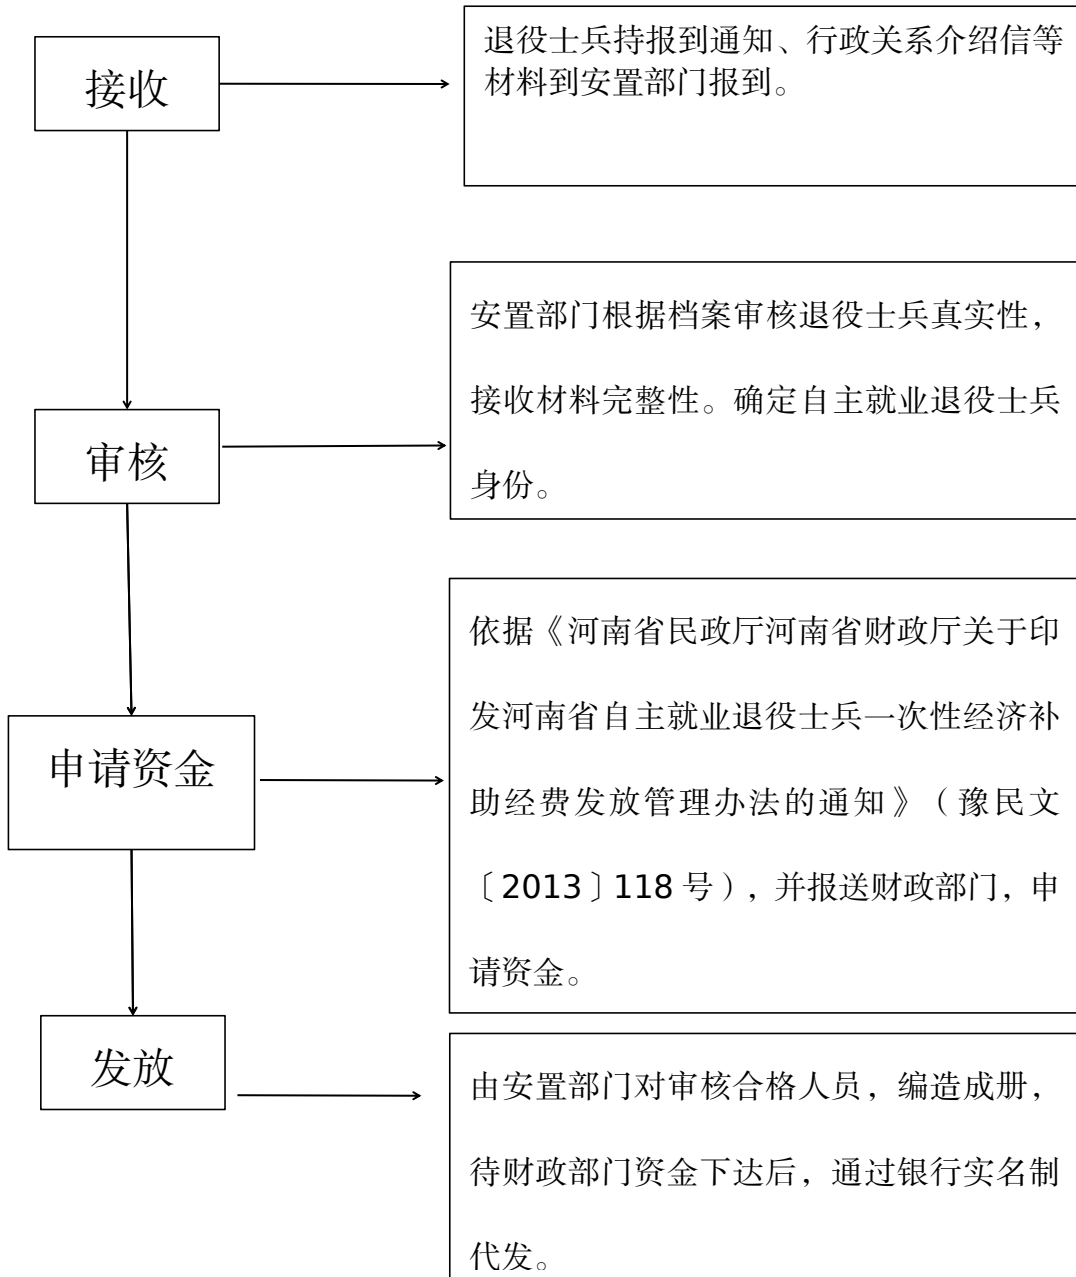 接收
退役士兵持报到通知、行政关系介绍信等
材料到安置部门报到。
审核
安置部门根据档案审核退役士兵真实性，
接收材料完整性。确定自主就业退役士兵
身份。
申请资金
依据《河南省民政厅河南省财政厅关于印
发河南省自主就业退役士兵一次性经济补
助经费发放管理办法的通知》（豫民文
〔2013〕118 号），并报送财政部门，申
请资金。
发放
由安置部门对审核合格人员，编造成册，
待财政部门资金下达后，通过银行实名制
代发。